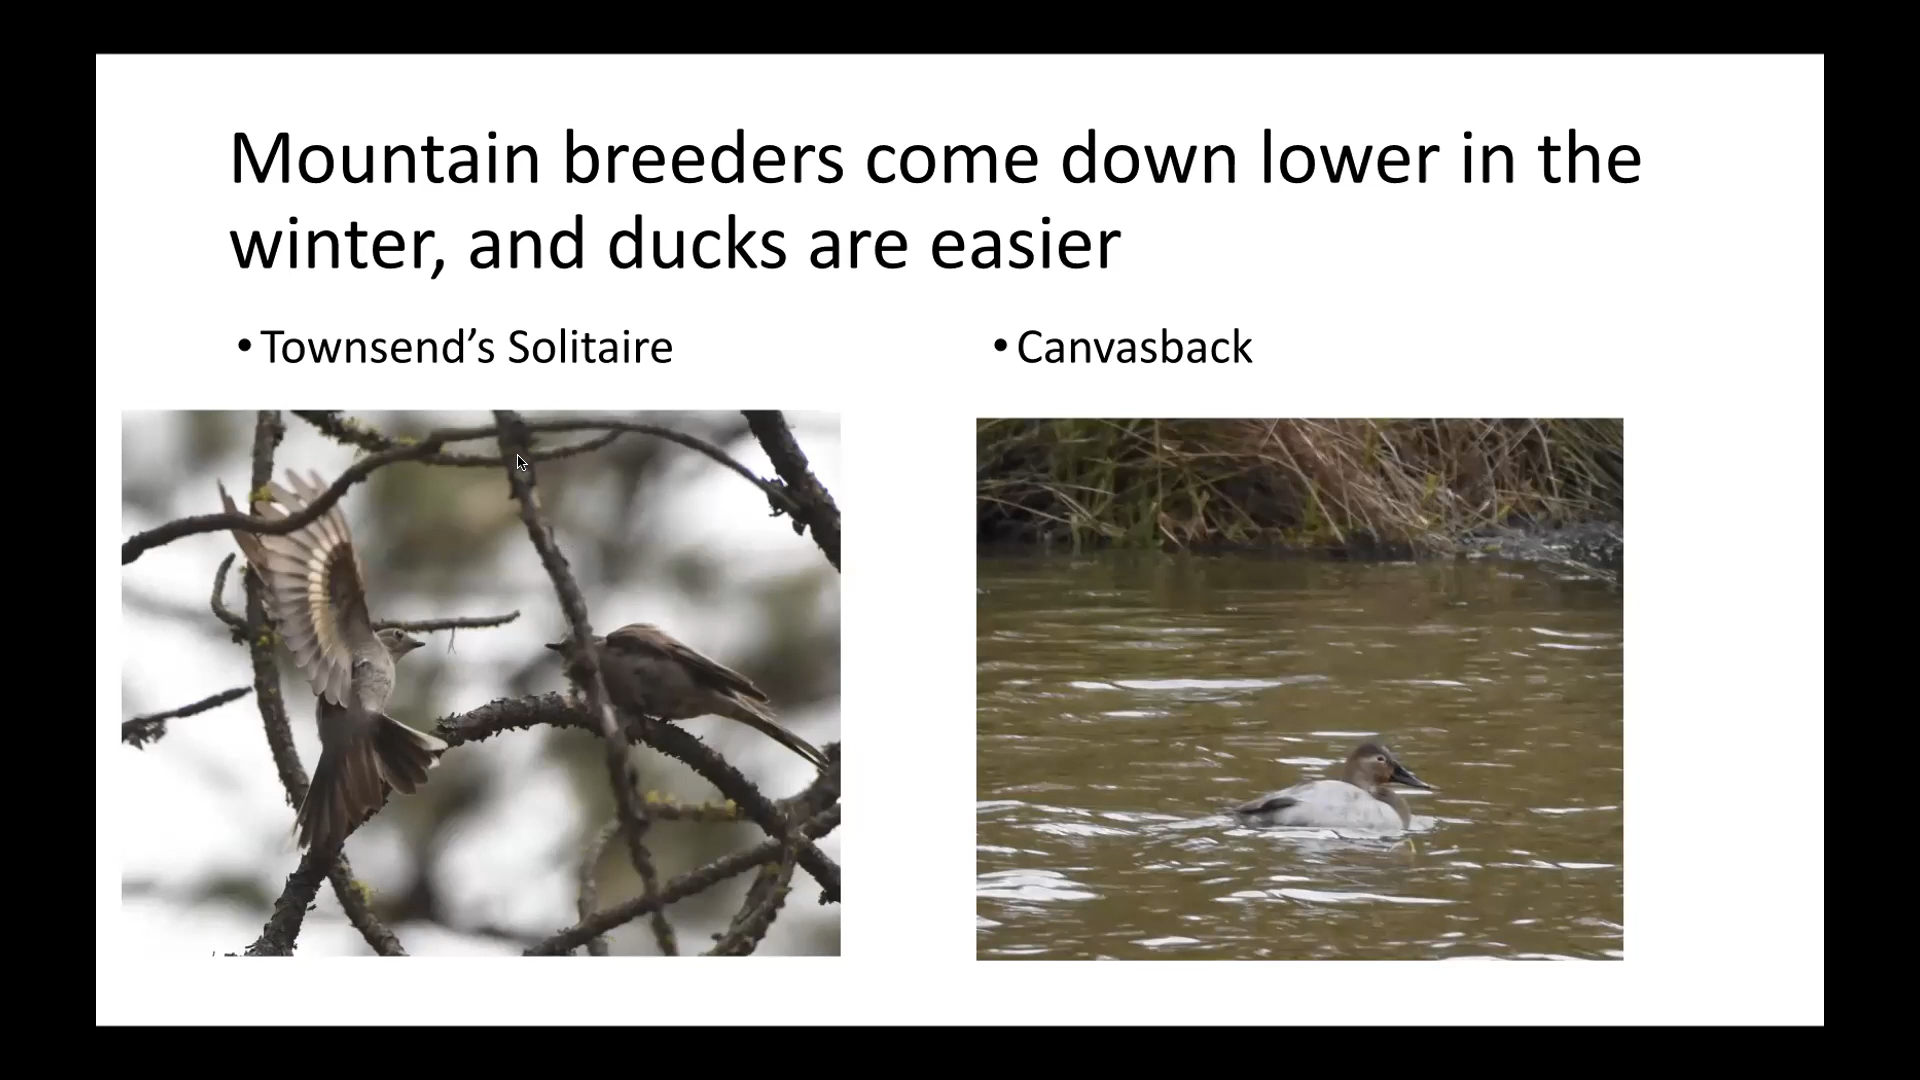 Mountain breeders come down lower in the
winter, and ducks are easier
• Townsend’s Solitaire
• Canvasback